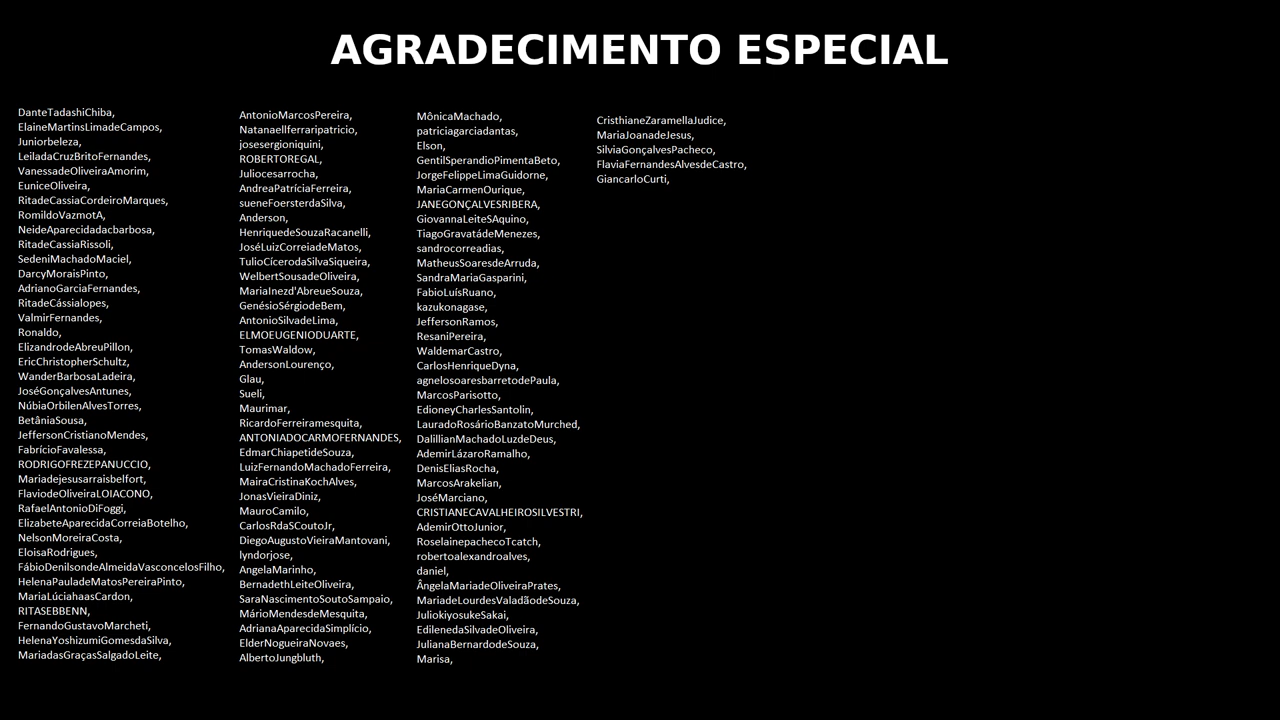 AGRADECIMENTO ESPECIAL
DanteTadashiChiba,
ElaineMartinsLimadeCampos,
Juniorbeleza,
LeiladaCruzBritoFernandes,
VanessadeOliveiraAmorim,
EuniceOliveira,
RitadeCassiaCordeiroMarques,
RomildoVazmotA,
NeideAparecidadacbarbosa,
RitadeCassiaRissoli,
SedeniMachadoMaciel,
DarcyMoraisPinto,
AdrianoGarciaFernandes,
RitadeCássialopes,
ValmirFernandes,
Ronaldo,
ElizandrodeAbreuPillon,
EricChristopherSchultz,
WanderBarbosaLadeira,
JoséGonçalvesAntunes,
NúbiaOrbilenAlvesTorres,
BetâniaSousa,
JeffersonCristianoMendes,
FabrícioFavalessa,
RODRIGOFREZEPANUCCIO,
Mariadejesusarraisbelfort,
FlaviodeOliveiraLOIACONO,
RafaelAntonioDiFoggi,
ElizabeteAparecidaCorreiaBotelho,
NelsonMoreiraCosta,
EloisaRodrigues,
FábioDenilsondeAlmeidaVasconcelosFilho,
HelenaPauladeMatosPereiraPinto,
MariaLúciahaasCardon,
RITASEBBENN,
FernandoGustavoMarcheti,
HelenaYoshizumiGomesdaSilva,
MariadasGraçasSalgadoLeite,
AntonioMarcosPereira,
Natanaellferraripatricio,
josesergioniquini,
ROBERTOREGAL,
Juliocesarrocha,
AndreaPatríciaFerreira,
sueneFoersterdaSilva,
Anderson,
HenriquedeSouzaRacanelli,
JoséLuizCorreiadeMatos,
TulioCícerodaSilvaSiqueira,
WelbertSousadeOliveira,
MariaInezd'AbreueSouza,
GenésioSérgiodeBem,
AntonioSilvadeLima,
ELMOEUGENIODUARTE,
TomasWaldow,
AndersonLourenço,
Glau,
Sueli,
Maurimar,
RicardoFerreiramesquita,
ANTONIADOCARMOFERNANDES,
EdmarChiapetideSouza,
LuizFernandoMachadoFerreira,
MairaCristinaKochAlves,
JonasVieiraDiniz,
MauroCamilo,
CarlosRdaSCoutoJr,
DiegoAugustoVieiraMantovani,
lyndorjose,
AngelaMarinho,
BernadethLeiteOliveira,
SaraNascimentoSoutoSampaio,
MárioMendesdeMesquita,
AdrianaAparecidaSimplício,
ElderNogueiraNovaes,
AlbertoJungbluth,
MônicaMachado,
patriciagarciadantas,
Elson,
GentilSperandioPimentaBeto,
JorgeFelippeLimaGuidorne,
MariaCarmenOurique,
JANEGONÇALVESRIBERA,
GiovannaLeiteSAquino,
TiagoGravatádeMenezes,
sandrocorreadias,
MatheusSoaresdeArruda,
SandraMariaGasparini,
FabioLuísRuano,
kazukonagase,
JeffersonRamos,
ResaniPereira,
WaldemarCastro,
CarlosHenriqueDyna,
agnelosoaresbarretodePaula,
MarcosParisotto,
EdioneyCharlesSantolin,
LauradoRosárioBanzatoMurched,
DalillianMachadoLuzdeDeus,
AdemirLázaroRamalho,
DenisEliasRocha,
MarcosArakelian,
JoséMarciano,
CRISTIANECAVALHEIROSILVESTRI,
AdemirOttoJunior,
RoselainepachecoTcatch,
robertoalexandroalves,
daniel,
ÂngelaMariadeOliveiraPrates,
MariadeLourdesValadãodeSouza,
JuliokiyosukeSakai,
EdilenedaSilvadeOliveira,
JulianaBernardodeSouza,
Marisa,
CristhianeZaramellaJudice,
MariaJoanadeJesus,
SilviaGonçalvesPacheco,
FlaviaFernandesAlvesdeCastro,
GiancarloCurti,